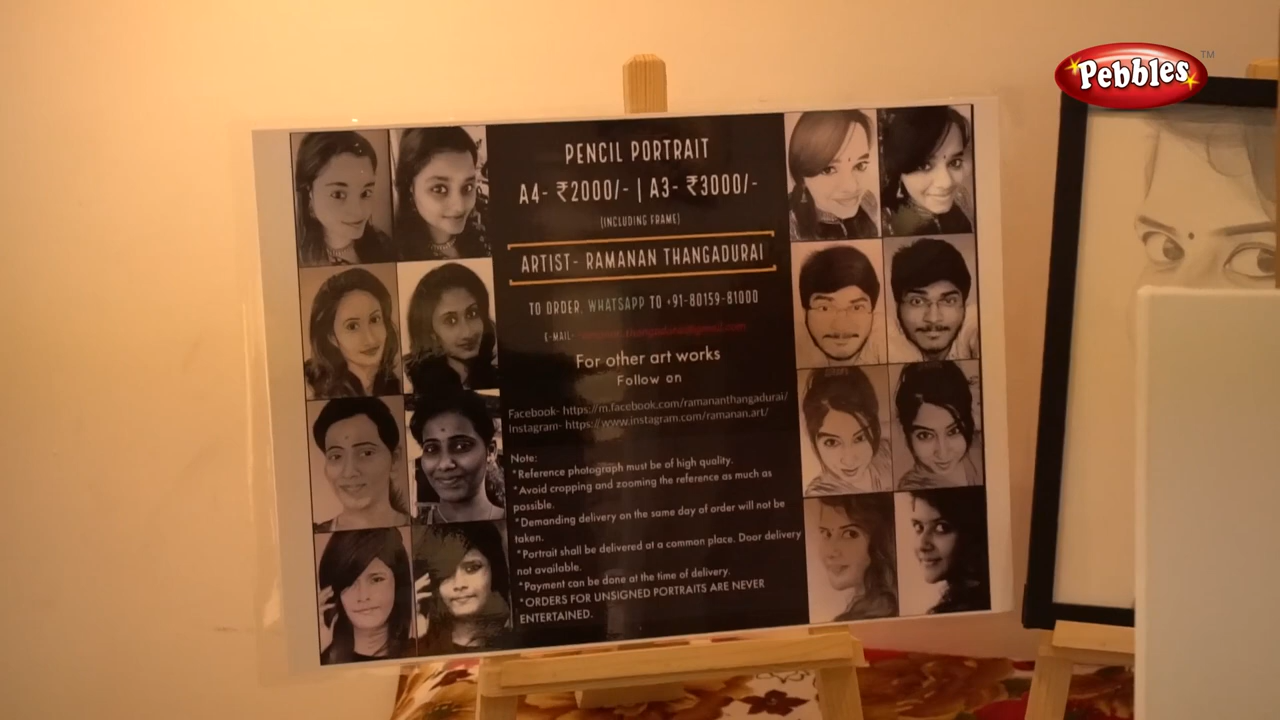 Pebbles™
PENCIL PORTRAIT
A4- ₹2000/- | A3- ₹3000/-
(INCLUDING FRAME)
ARTIST- RAMANAN THANGADURAI
TO ORDER, WHATSAPP TO +91-80159-81000
E-MAIL-
For other art works
Follow on
Facebook- https://m.facebook.com/ramananthangadurai/
Instagram- https://www.instagram.com/ramanan.art/
Note:
*Reference photograph must be of high quality.
*Avoid cropping and zooming the reference as much as
possible.
*Demanding delivery on the same day of order will not be
taken.
*Portrait shall be delivered at a common place. Door delivery
not available.
*Payment can be done at the time of delivery.
*ORDERS FOR UNSIGNED PORTRAITS ARE NEVER
ENTERTAINED.